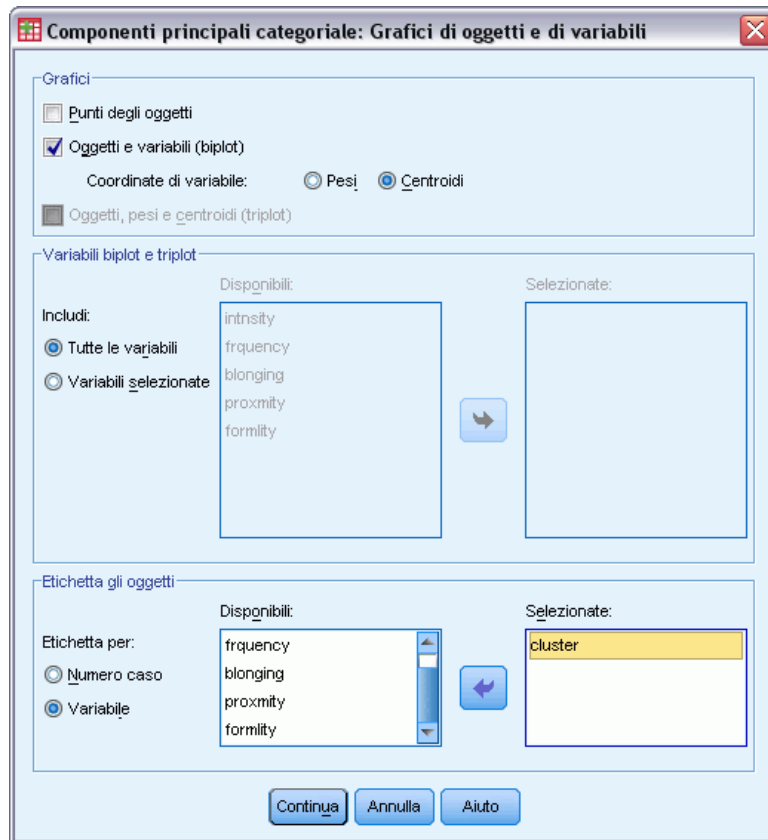 Componenti principali categoriale: Grafici di oggetti e di variabili
Grafici
Punti degli oggetti
Oggetti e variabili (biplot)
Coordinate di variabile: Pesi Centroidi
Oggetti, pesi e centroidi (triplot)
Variabili biplot e triplot
Disponibili: Selezionate:
Includi:
Tutte le variabili
Variabili selezionate
intnsity
frquency
blonging
proxmity
formlity
Etichetta gli oggetti
Disponibili: Selezionate:
Etichetta per:
Numero caso
Variabile
frquency
blonging
proxmity
formlity
cluster
Continua Annulla Aiuto